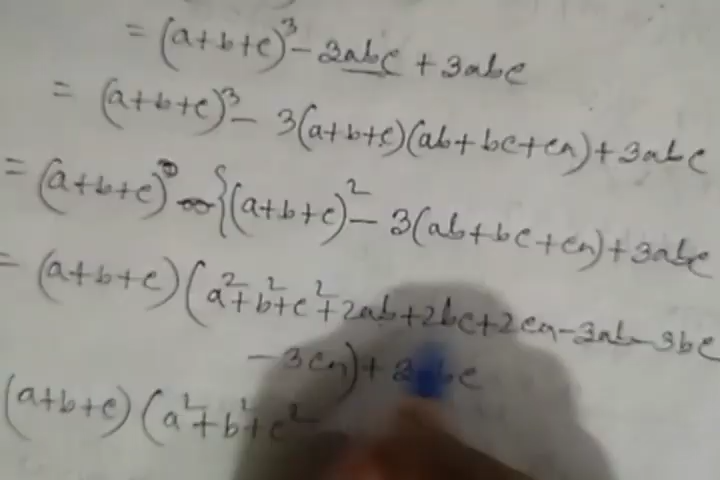 = (a+b+c)³ - 3abc + 3abc
= (a+b+c)³ - 3(a+b+c)(ab+bc+ca) + 3abc
= (a+b+c) {(a+b+c)² - 3(ab+bc+ca) + 3abc
= (a+b+c) (a²+b²+c²+2ab+2bc+2ca-3ab-3bc
-3ca) + 3abc
(a+b+c) (a²+b²+c²